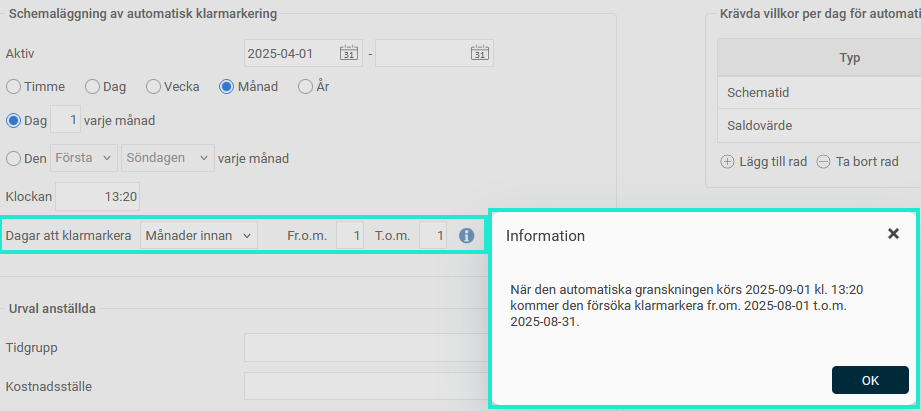 Schemaläggning av automatisk klarmarkering
Aktiv 2025-04-01 31 - 31
Timme Dag Vecka Månad År
Dag 1 varje månad
Den Första Söndagen varje månad
Klockan 13:20
Dagar att klarmarkera Månader innan Fr.o.m. 1 T.o.m. 1 i
Urval anställda
Tidgrupp
Kostnadsställe
Krävda villkor per dag för automati
Typ
Schematid
Saldovärde
Lägg till rad Ta bort rad
Information
När den automatiska granskningen körs 2025-09-01 kl. 13:20
kommer den försöka klarmarkera fr.om. 2025-08-01 t.o.m.
2025-08-31.
OK